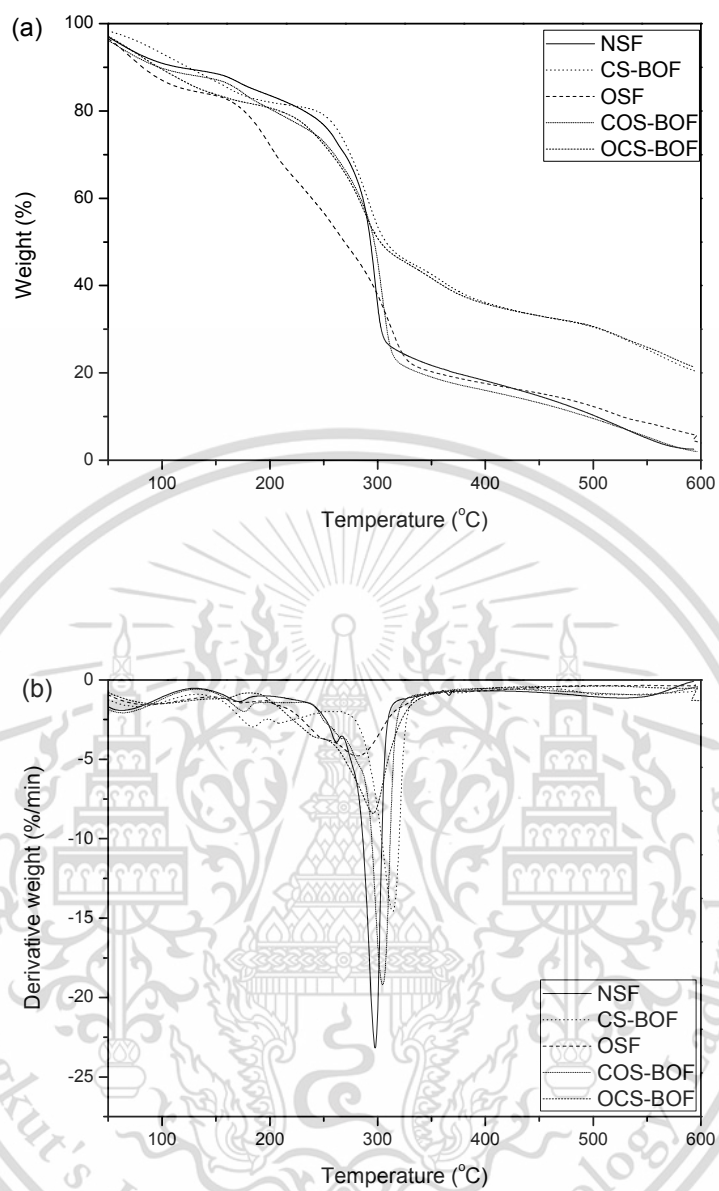 (a)
100
80
60
40
20
0
Weight (%)
NSF
CS-BOF
OSF
COS-BOF
OCS-BOF
100 200 300 400 500 600
Temperature (°C)
(b)
0
-5
-10
-15
-20
-25
Derivative weight (%/min)
NSF
CS-BOF
OSF
COS-BOF
OCS-BOF
100 200 300 400 500 600
Temperature (°C)